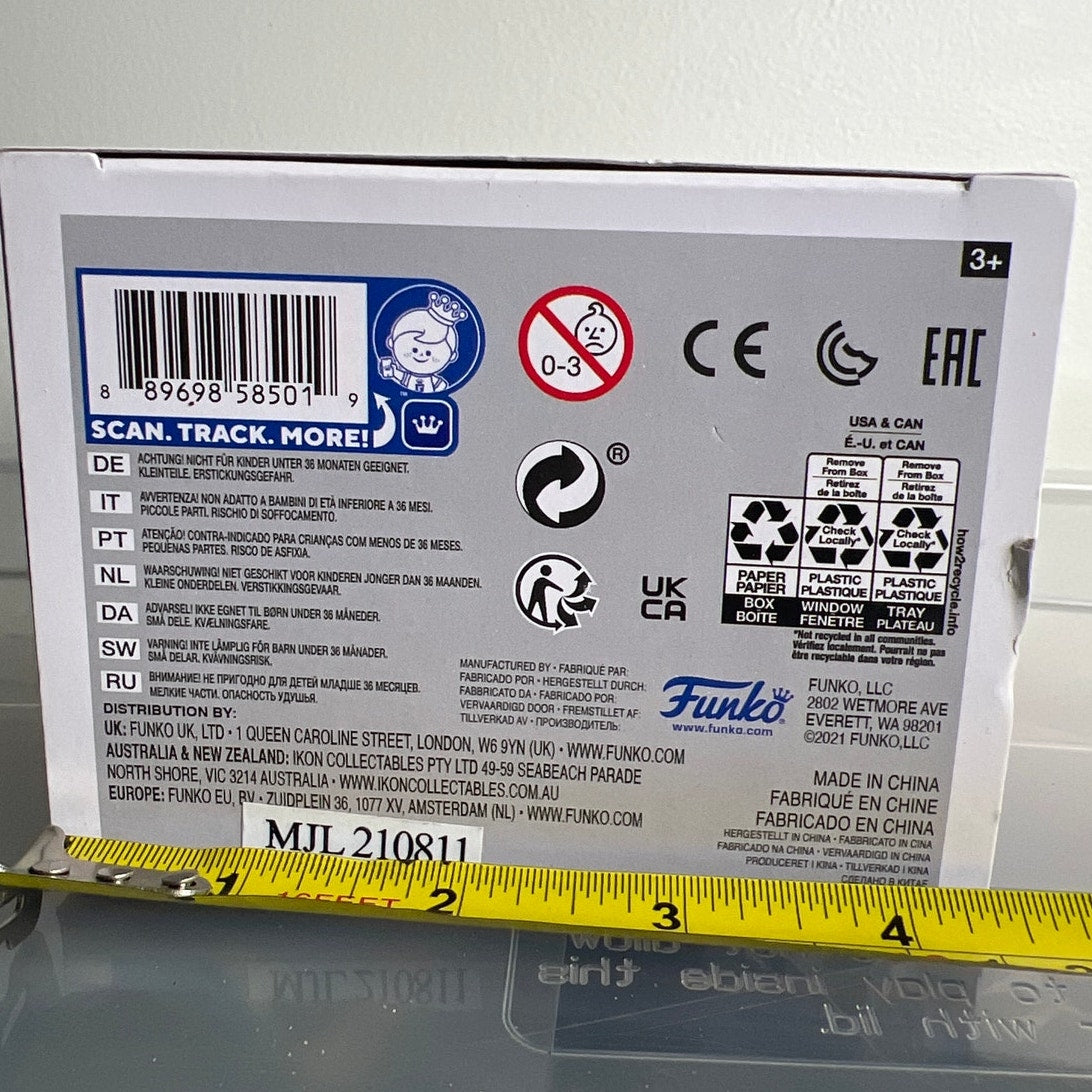 3+
8 89698 58501 9
SCAN. TRACK. MORE!
™
0-3
CE
EAC
®
UK
CA
USA & CAN
É.-U. et CAN
Remove From Box
Retirez de la boîte
Remove From Box
Retirez de la boîte
Check Locally*
Check Locally*
PAPER
PAPIER
BOX
BOÎTE
PLASTIC
PLASTIQUE
WINDOW
FENÊTRE
PLASTIC
PLASTIQUE
TRAY
PLATEAU
how2recycle.info
*Not recycled in all communities.
Vérifiez localement. Pourrait ne pas
être recyclable dans votre région.
DE ACHTUNG! NICHT FÜR KINDER UNTER 36 MONATEN GEEIGNET.
KLEINTEILE. ERSTICKUNGSGEFAHR.
IT AVVERTENZA! NON ADATTO A BAMBINI DI ETÀ INFERIORE A 36 MESI.
PICCOLE PARTI. RISCHIO DI SOFFOCAMENTO.
PT ATENÇÃO! CONTRA-INDICADO PARA CRIANÇAS COM MENOS DE 36 MESES.
PEQUENAS PARTES. RISCO DE ASFIXIA.
NL WAARSCHUWING! NIET GESCHIKT VOOR KINDEREN JONGER DAN 36 MAANDEN.
KLEINE ONDERDELEN. VERSTIKKINGSGEVAAR.
DA ADVARSEL! IKKE EGNET TIL BØRN UNDER 36 MÅNEDER.
SMÅ DELE. KVÆLNINGSFARE.
SW VARNING! INTE LÄMPLIG FÖR BARN UNDER 36 MÅNADER.
SMÅ DELAR. KVÄVNINGSRISK.
RU ВНИМАНИЕ! НЕ ПРИГОДНО ДЛЯ ДЕТЕЙ МЛАДШЕ 36 МЕСЯЦЕВ.
МЕЛКИЕ ЧАСТИ. ОПАСНОСТЬ УДУШЬЯ.
MANUFACTURED BY • FABRIQUÉ PAR:
FABRICADO POR • HERGESTELLT DURCH:
FABBRICATO DA • FABRICADO POR:
VERVAARDIGD DOOR • FREMSTILLET AF:
TILLVERKAD AV • ПРОИЗВОДИТЕЛЬ:
Funko
www.funko.com
FUNKO, LLC
2802 WETMORE AVE
EVERETT, WA 98201
©2021 FUNKO,LLC
DISTRIBUTION BY:
UK: FUNKO UK, LTD • 1 QUEEN CAROLINE STREET, LONDON, W6 9YN (UK) • WWW.FUNKO.COM
AUSTRALIA & NEW ZEALAND: IKON COLLECTABLES PTY LTD 49-59 SEABEACH PARADE
NORTH SHORE, VIC 3214 AUSTRALIA • WWW.IKONCOLLECTABLES.COM.AU
EUROPE: FUNKO EU, BV • ZUIDPLEIN 36, 1077 XV, AMSTERDAM (NL) • WWW.FUNKO.COM
MADE IN CHINA
FABRIQUÉ EN CHINE
FABRICADO EN CHINA
HERGESTELLT IN CHINA • FABBRICATO IN CINA
FABRICADO NA CHINA • VERVAARDIGD IN CHINA
PRODUCERET I KINA • TILLVERKAD I KINA
СДЕЛАНО В КИТАЕ
MJL 210811
1 2 3 4
to play inside this
with lid.